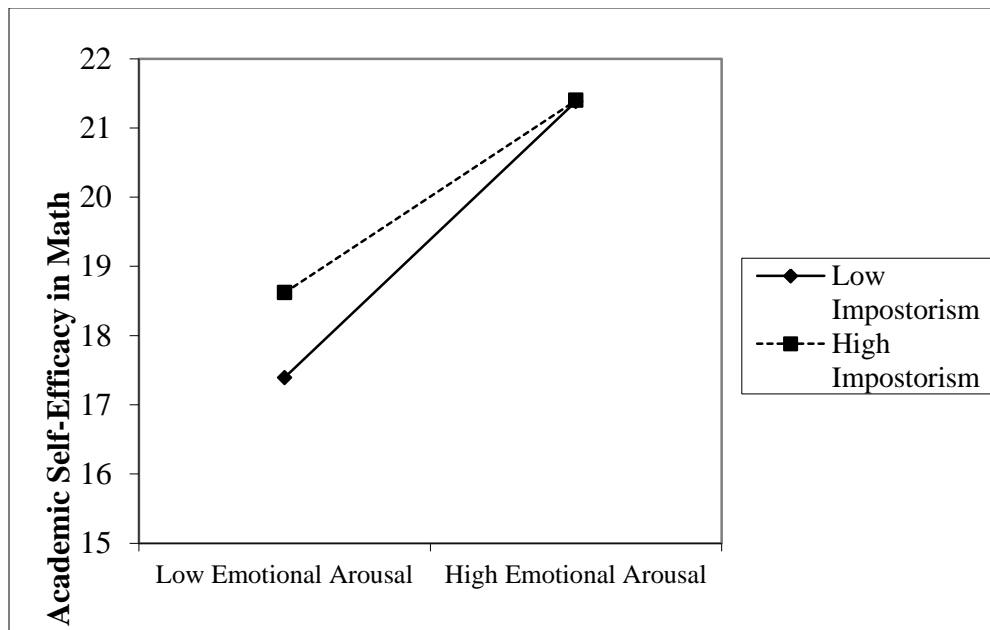 Academic Self-Efficacy in Math
22
21
20
19
18
17
16
15
Low Emotional Arousal
High Emotional Arousal
Low
Impostorism
High
Impostorism